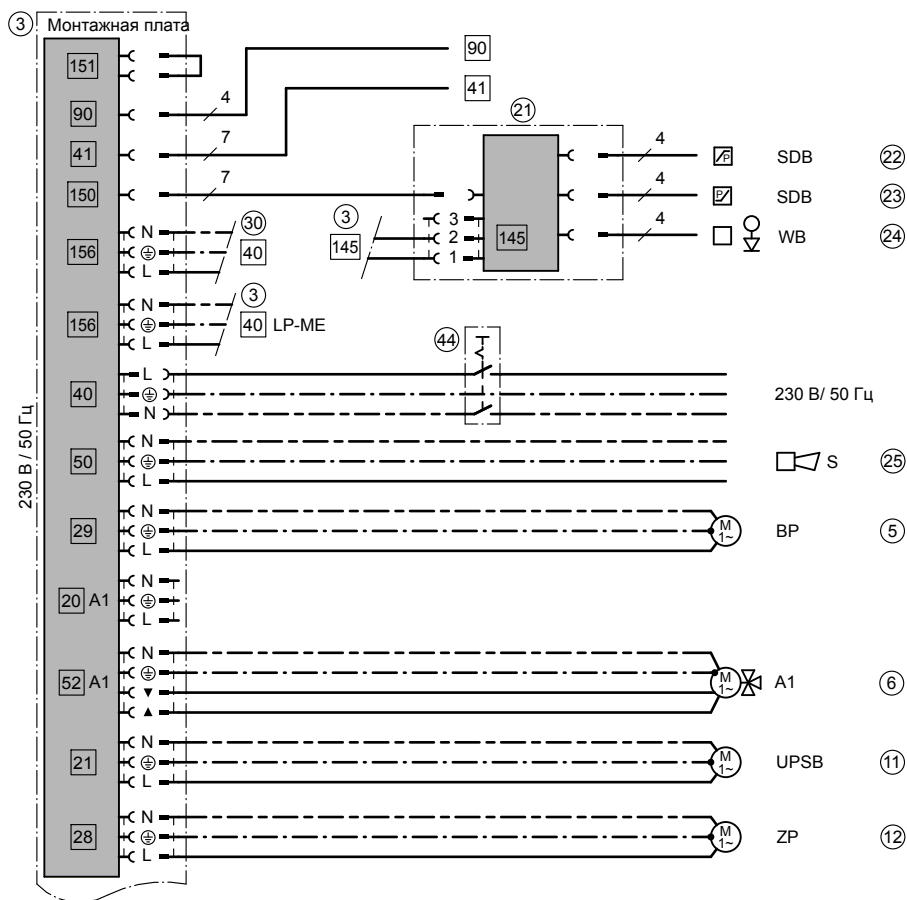 3 Монтажная плата
151
90
4
90
41
7
41
21
150
7
4
P
SDB
22
4
P
SDB
23
4
WB
24
3
2
1
145
3
145
156
N
L
30
40
156
N
L
3
40 LP-ME
44
40
L
N
230 В/ 50 Гц
230 В / 50 Гц
50
N
L
S
25
29
N
L
M
1~
BP
5
20 A1
N
L
52 A1
N
▼
▲
M
1~
A1
6
21
N
L
M
1~
UPSB
11
28
N
L
M
1~
ZP
12